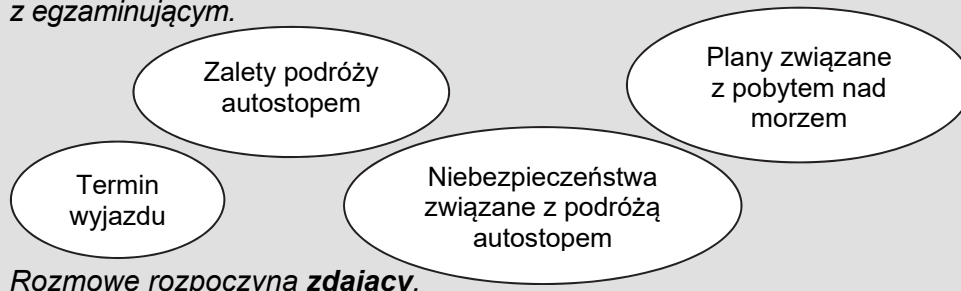 z egzaminującym.
Zalety podróży
autostopem
Plany związane
z pobytem nad
morzem
Termin
wyjazdu
Niebezpieczeństwa
związane z podróżą
autostopem
Rozmowę rozpoczyna zdający.